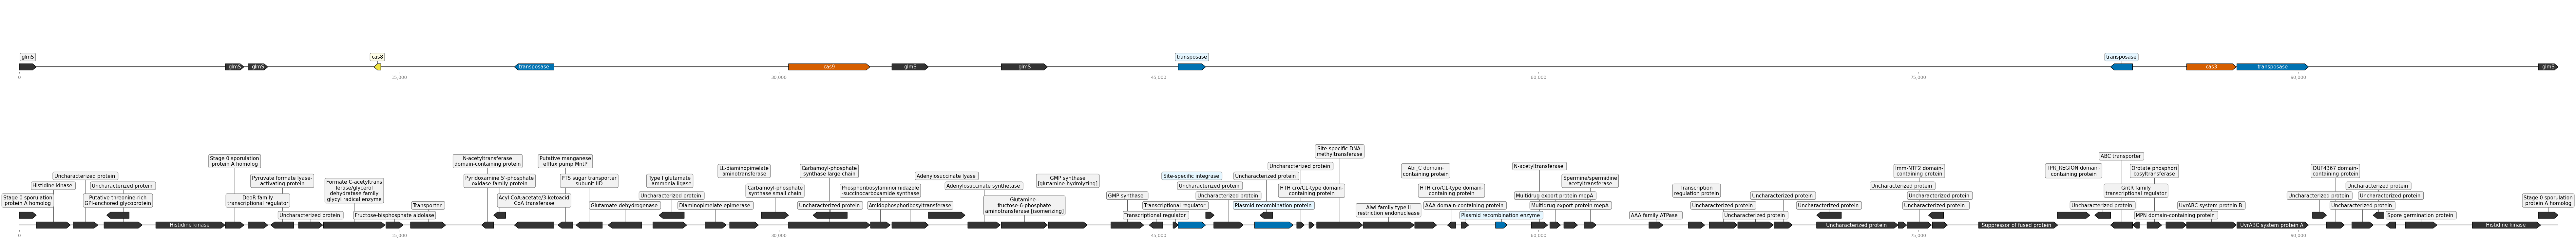 glmS
cas8
transposase
transposase
glmS
glmS
transposase
cas9
glmS
glmS
cas3
transposase
glmS
0
15,000
30,000
45,000
60,000
75,000
90,000
Site-specific DNA-
methyltransferase
ABC transporter
Stage 0 sporulation
protein A homolog
N-acetyltransferase
domain-containing protein
Putative manganese
efflux pump MntP
LL-diaminopimelate
aminotransferase
Carbamoyl-phosphate
synthase large chain
Uncharacterized protein
Abi_C domain-
containing protein
N-acetyltransferase
Imm-NTF2 domain-
containing protein
TPR_REGION domain-
containing protein
Orotate phosphori
bosyltransferase
DUF4367 domain-
containing protein
Uncharacterized protein
Histidine kinase
Uncharacterized protein
Pyruvate formate lyase-
activating protein
Formate C-acetyltrans
ferase/glycerol
dehydratase family
glycyl radical enzyme
Pyridoxamine 5'-phosphate
oxidase family protein
PTS sugar transporter
subunit IID
Type I glutamate
--ammonia ligase
Carbamoyl-phosphate
synthase small chain
Phosphoribosylaminoimidazole
-succinocarboxamide synthase
Adenylosuccinate lyase
Adenylosuccinate synthetase
GMP synthase
[glutamine-hydrolyzing]
Site-specific integrase
Uncharacterized protein
Uncharacterized protein
HTH cro/C1-type domain-
containing protein
HTH cro/C1-type domain-
containing protein
Spermine/spermidine
acetyltransferase
Transcription
regulation protein
Uncharacterized protein
GntR family
transcriptional regulator
Uncharacterized protein
Stage 0 sporulation
protein A homolog
Putative threonine-rich
GPI-anchored glycoprotein
DesR family
transcriptional regulator
Acyl CoA:acetate/3-ketoacid
CoA transferase
Uncharacterized protein
Glutamine--
fructose-6-phosphate
aminotransferase [isomerizing]
GMP synthase
Uncharacterized protein
Multidrug export protein mepA
Uncharacterized protein
Uncharacterized protein
Uncharacterized protein
Uncharacterized protein
Stage 0 sporulation
protein A homolog
Transporter
Glutamate dehydrogenase
Diaminopimelate epimerase
Uncharacterized protein
Amidophosphoribosyltransferase
Transcriptional regulator
Plasmid recombination protein
AlwI family type II
restriction endonuclease
AAA domain-containing protein
Multidrug export protein mepA
Uncharacterized protein
Uncharacterized protein
Uncharacterized protein
Uncharacterized protein
UvrABC system protein B
Uncharacterized protein
Uncharacterized protein
Fructose-bisphosphate aldolase
Transcriptional regulator
Plasmid recombination enzyme
AAA family ATPase
Uncharacterized protein
MPN domain-containing protein
Spore germination protein
Histidine kinase
Uncharacterized protein
Suppressor of fused protein
UvrABC system protein A
Histidine kinase
0
15,000
30,000
45,000
60,000
75,000
90,000